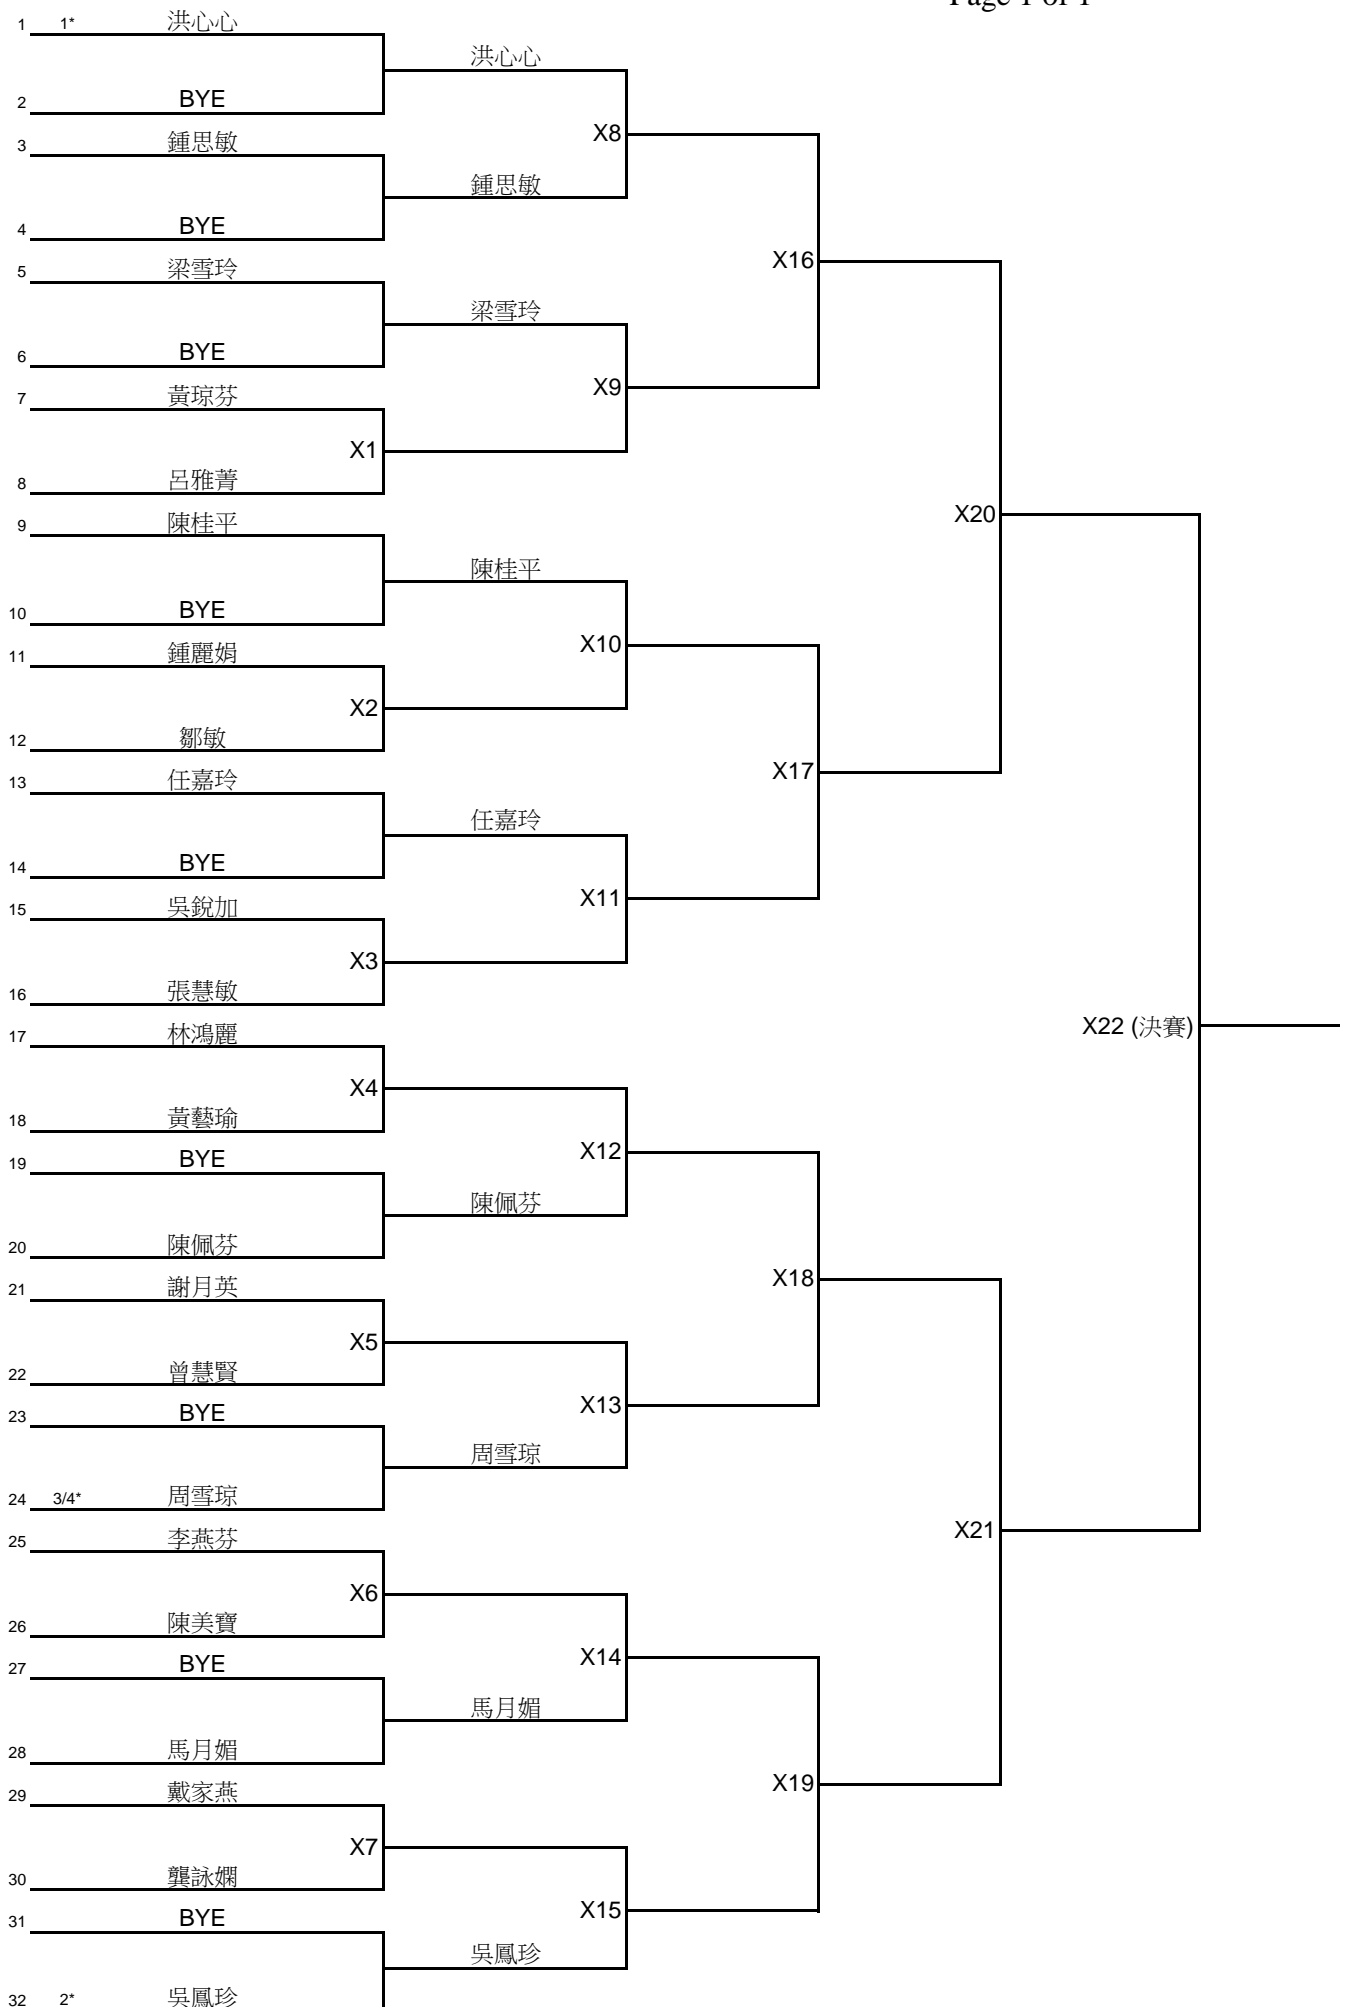 Page 1 of 1
1 1* 洪心心
洪心心
2 BYE
X8
3 鍾思敏
鍾思敏
4 BYE
X16
5 梁雪玲
梁雪玲
6 BYE
X9
7 黃琼芬
X1
8 呂雅菁
X20
9 陳桂平
陳桂平
10 BYE
X10
11 鍾麗娟
X2
12 鄒敏
X17
13 任嘉玲
任嘉玲
14 BYE
X11
15 吳銳加
X3
16 張慧敏
X22 (決賽)
17 林鴻麗
X4
18 黃藝瑜
X12
19 BYE
陳佩芬
20 陳佩芬
X18
21 謝月英
X5
22 曾慧賢
X13
23 BYE
周雪琼
24 3/4* 周雪琼
X21
25 李燕芬
X6
26 陳美寶
X14
27 BYE
馬月媚
28 馬月媚
X19
29 戴家燕
X7
30 龔詠嫻
X15
31 BYE
吳鳳珍
32 2* 吳鳳珍